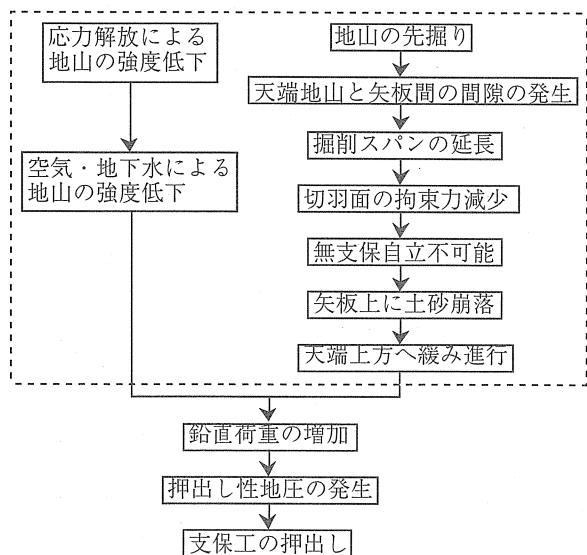 応力解放による
地山の強度低下
空気・地下水による
地山の強度低下
地山の先掘り
天端地山と矢板間の間隙の発生
掘削スパンの延長
切羽面の拘束力減少
無支保自立不可能
矢板上に土砂崩落
天端上方へ緩み進行
鉛直荷重の増加
押出し性地圧の発生
支保工の押出し